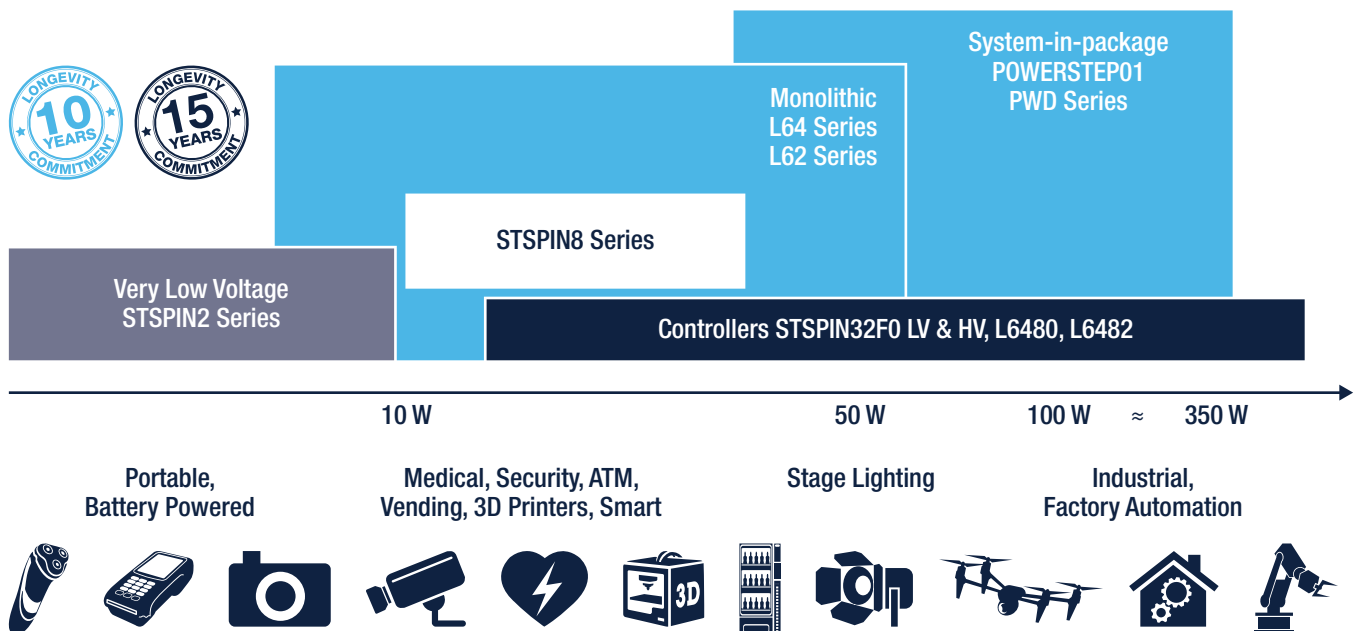 LONGEVITY
10
YEARS
COMMITMENT
LONGEVITY
15
YEARS
COMMITMENT
System-in-package
POWERSTEP01
PWD Series
Monolithic
L64 Series
L62 Series
STSPIN8 Series
Very Low Voltage
STSPIN2 Series
Controllers STSPIN32F0 LV & HV, L6480, L6482
10 W
50 W
100 W
≈
350 W
Portable,
Battery Powered
Medical, Security, ATM,
Vending, 3D Printers, Smart
Stage Lighting
Industrial,
Factory Automation
3D